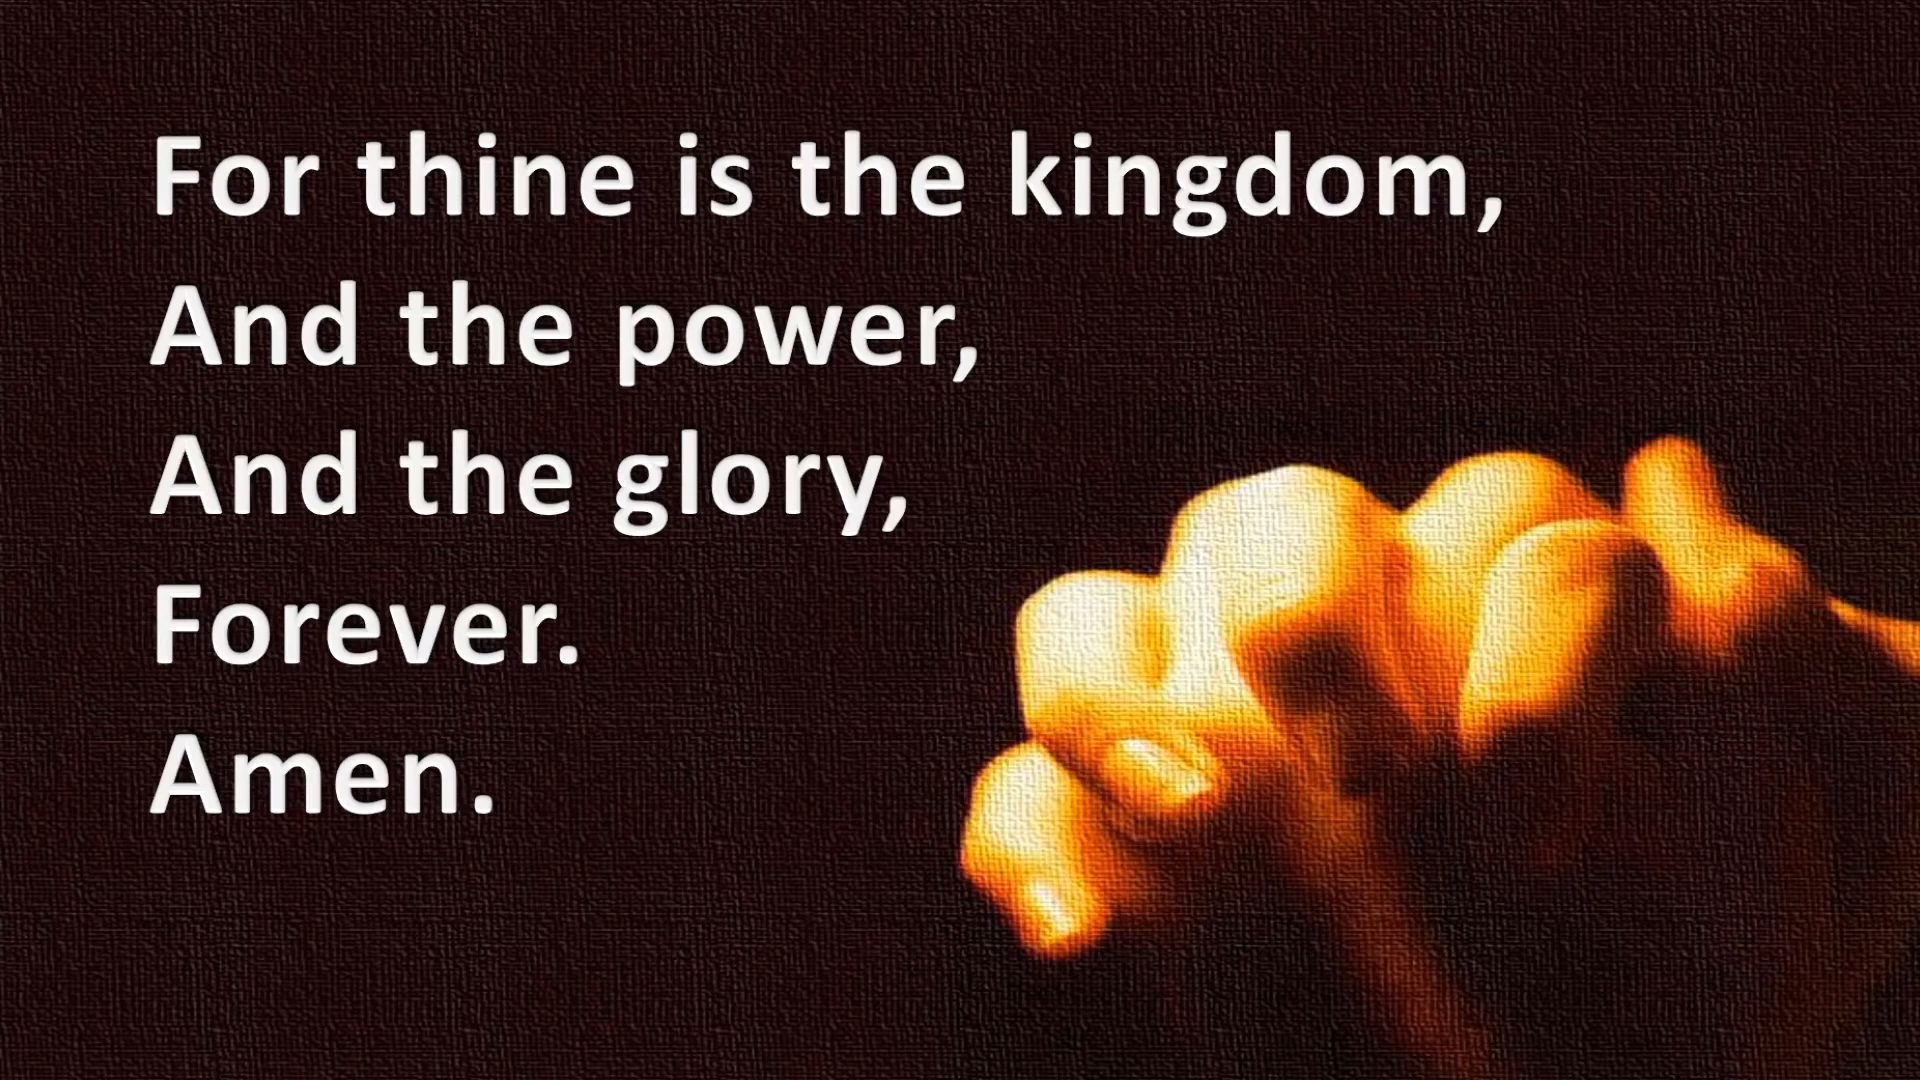 For thine is the kingdom,
And the power,
And the glory,
Forever.
Amen.